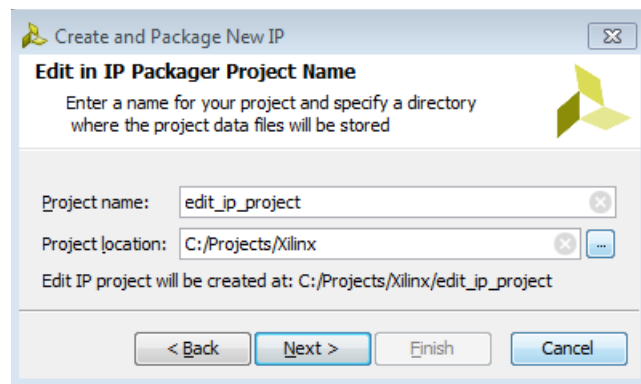 Create and Package New IP
Edit in IP Packager Project Name
Enter a name for your project and specify a directory
where the project data files will be stored
Project name: edit_ip_project
Project location: C:/Projects/Xilinx ...
Edit IP project will be created at: C:/Projects/Xilinx/edit_ip_project
< Back Next > Finish Cancel